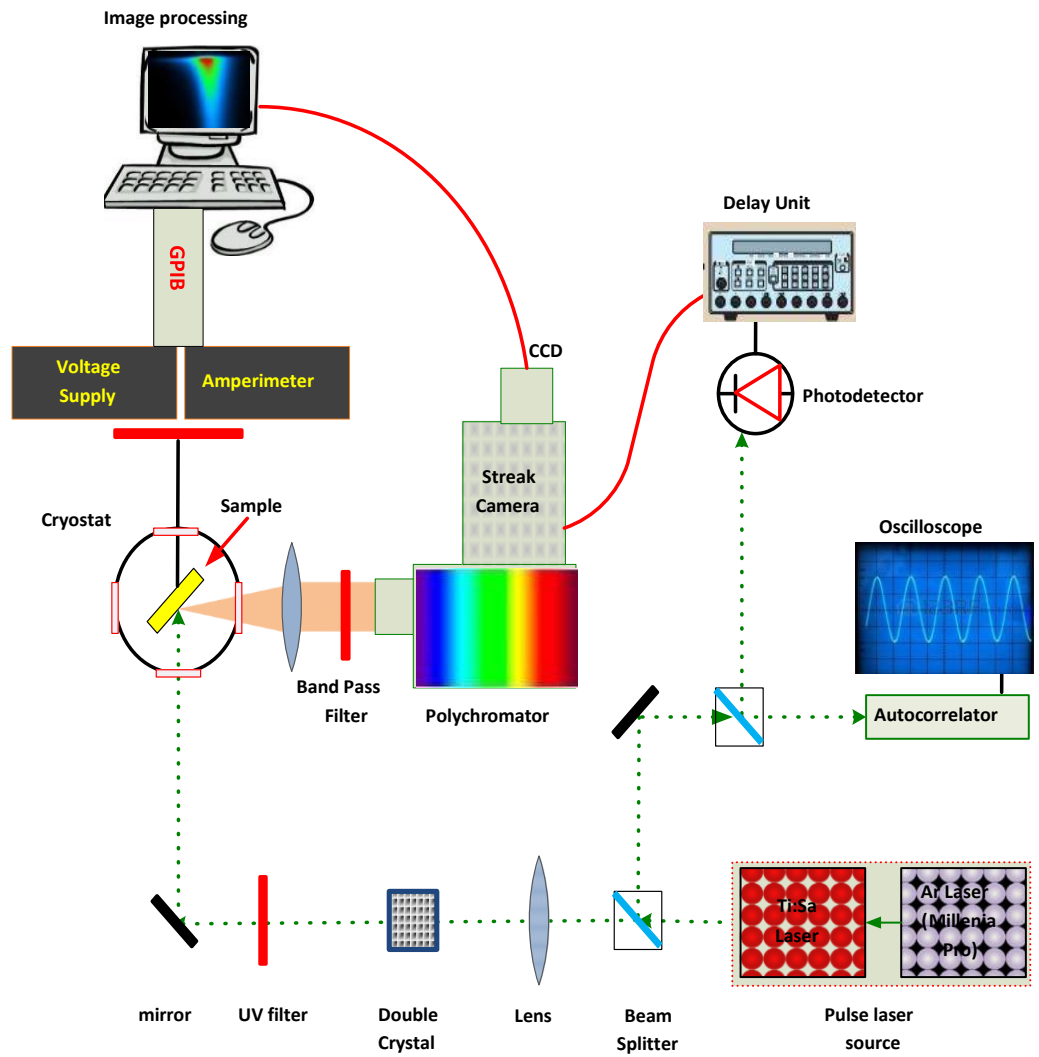 Image processing
Delay Unit
GPIB
CCD
Voltage
Supply
Amperimeter
Photodetector
Streak
Camera
Sample
Cryostat
Oscilloscope
Band Pass
Filter
Polychromator
Autocorrelator
Ti:Sa
Laser
Ar Laser
(Millenia
Pro)
mirror
UV filter
Double
Crystal
Lens
Beam
Splitter
Pulse laser
source